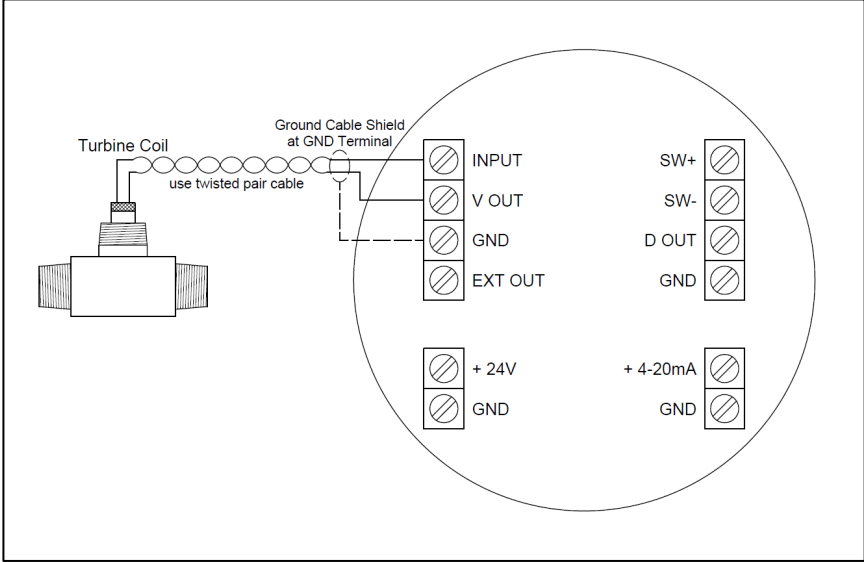 Ground Cable Shield
at GND Terminal
Turbine Coil
use twisted pair cable
INPUT
V OUT
GND
EXT OUT
SW+
SW-
D OUT
GND
+ 24V
GND
+ 4-20mA
GND